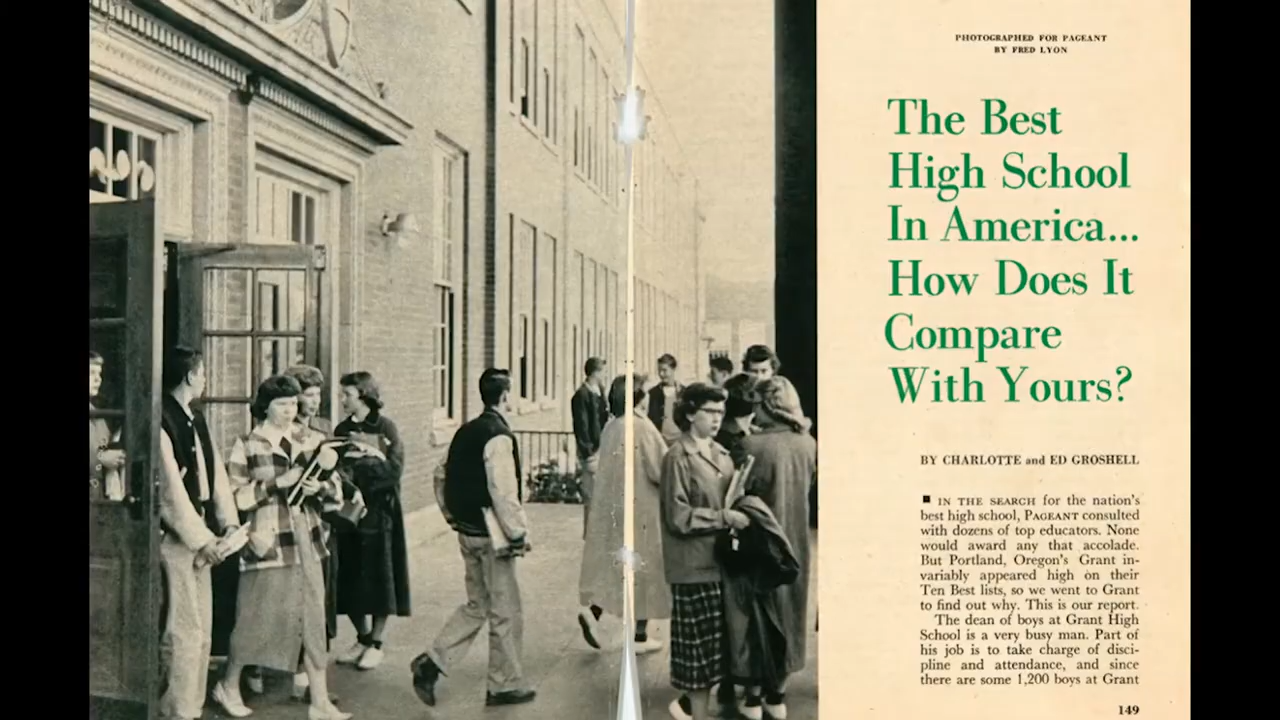 PHOTOGRAPHED FOR PAGEANT
BY FRED LYON
The Best
High School
In America...
How Does It
Compare
With Yours?
BY CHARLOTTE and ED GROSHELL
■ IN THE SEARCH for the nation's
best high school, PAGEANT consulted
with dozens of top educators. None
would award any that accolade.
But Portland, Oregon's Grant in-
variably appeared high on their
Ten Best lists, so we went to Grant
to find out why. This is our report.
The dean of boys at Grant High
School is a very busy man. Part of
his job is to take charge of disci-
pline and attendance, and since
there are some 1,200 boys at Grant
149